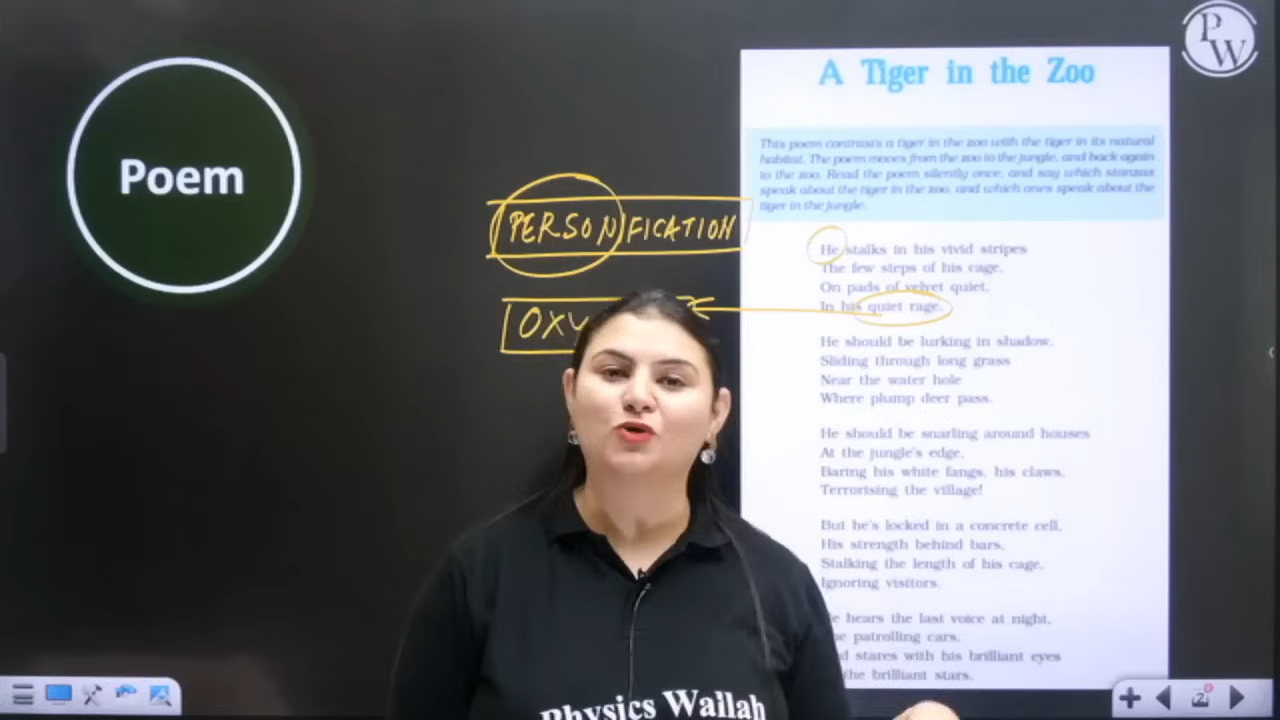 Poem
PERSONIFICATION
OXY
PW
A Tiger in the Zoo
This poem contrasts a tiger in the zoo with the tiger in its natural
habitat. The poem moves from the zoo to the jungle, and back again
to the zoo. Read the poem silently once, and say which stanzas
speak about the tiger in the zoo, and which ones speak about the
tiger in the jungle.
He stalks in his vivid stripes
The few steps of his cage,
On pads of velvet quiet,
In his quiet rage.
He should be lurking in shadow,
Sliding through long grass
Near the water hole
Where plump deer pass.
He should be snarling around houses
At the jungle's edge,
Baring his white fangs, his claws,
Terrorising the village!
But he's locked in a concrete cell,
His strength behind bars,
Stalking the length of his cage,
Ignoring visitors.
hears the last voice at night,
patrolling cars,
stares with his brilliant eyes
the brilliant stars.
Physics Wallah
2